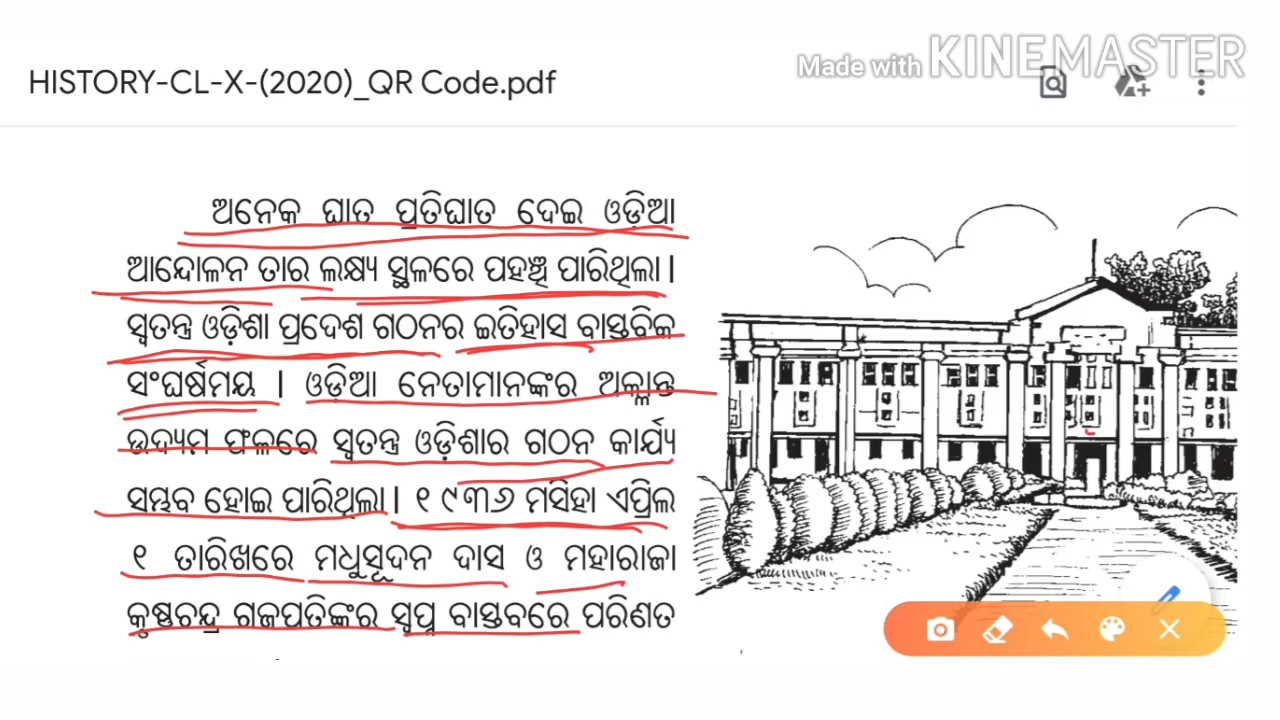 Made with KINEMASTER
HISTORY-CL-X-(2020)_QR Code.pdf
ଅନେକ ଘାତ ପ୍ରତିଘାତ ଦେଇ ଓଡ଼ିଆ
ଆନ୍ଦୋଳନ ତାର ଲକ୍ଷ୍ୟ ସ୍ଥଳରେ ପହଞ୍ଚି ପାରିଥିଲା ।
ସ୍ୱତନ୍ତ୍ର ଓଡ଼ିଶା ପ୍ରଦେଶ ଗଠନର ଇତିହାସ ବାସ୍ତବିକ
ସଂଘର୍ଷମୟ । ଓଡ଼ିଆ ନେତାମାନଙ୍କର ଅକ୍ଳାନ୍ତ
ଉଦ୍ୟମ ଫଳରେ ସ୍ୱତନ୍ତ୍ର ଓଡ଼ିଶାର ଗଠନ କାର୍ଯ୍ୟ
ସମ୍ଭବ ହୋଇ ପାରିଥିଲା । ୧୯୩୬ ମସିହା ଏପ୍ରିଲ
୧ ତାରିଖରେ ମଧୁସୂଦନ ଦାସ ଓ ମହାରାଜା
କୃଷ୍ଣଚନ୍ଦ୍ର ଗଜପତିଙ୍କର ସ୍ୱପ୍ନ ବାସ୍ତବରେ ପରିଣତ